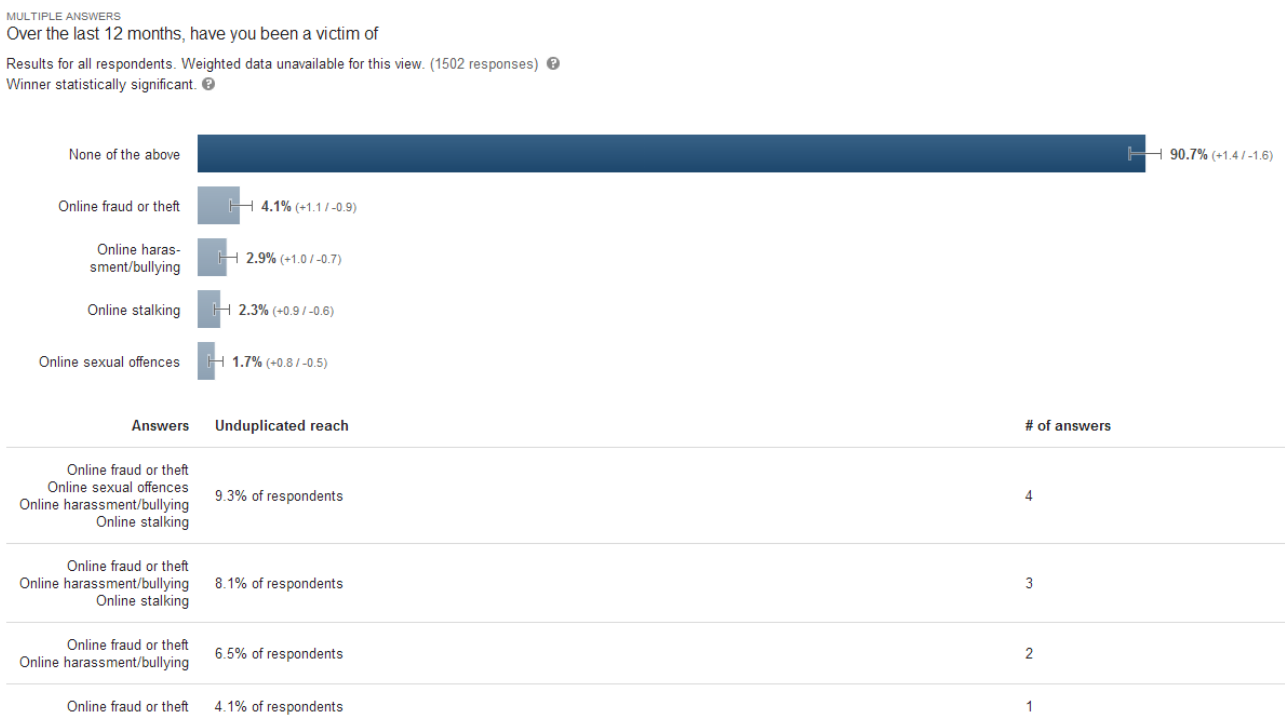 MULTIPLE ANSWERS
Over the last 12 months, have you been a victim of
Results for all respondents. Weighted data unavailable for this view. (1502 responses) ?
Winner statistically significant. ?
None of the above 90.7% (+1.4 / -1.6)
Online fraud or theft 4.1% (+1.1 / -0.9)
Online haras-
sment/bullying 2.9% (+1.0 / -0.7)
Online stalking 2.3% (+0.9 / -0.6)
Online sexual offences 1.7% (+0.8 / -0.5)
Answers Unduplicated reach # of answers
Online fraud or theft
Online sexual offences
Online harassment/bullying
Online stalking
9.3% of respondents 4
Online fraud or theft
Online harassment/bullying
Online stalking
8.1% of respondents 3
Online fraud or theft
Online harassment/bullying
6.5% of respondents 2
Online fraud or theft 4.1% of respondents 1